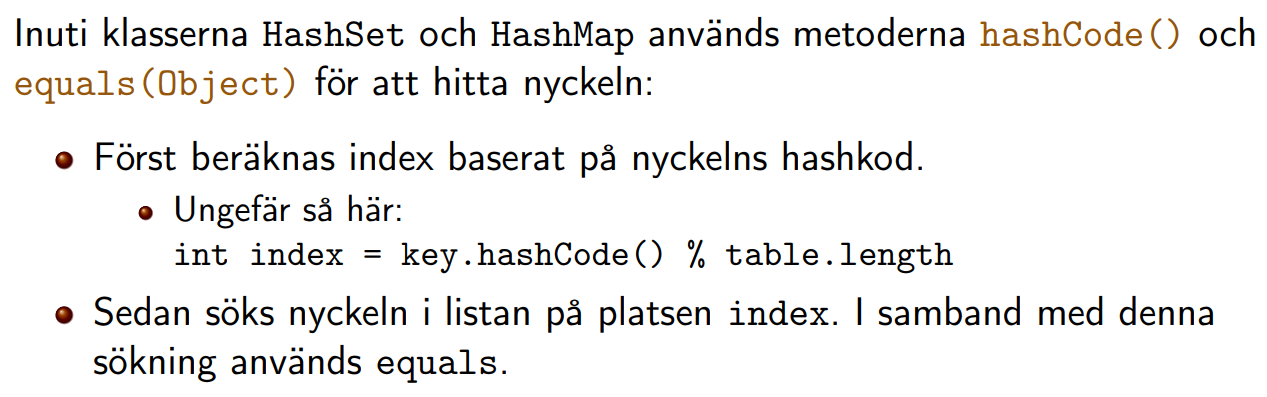 Inuti klasserna HashSet och HashMap används metoderna hashCode() och
equals(Object) för att hitta nyckeln:
Först beräknas index baserat på nyckelns hashkod.
Ungefär så här:
int index = key.hashCode() % table.length
Sedan söks nyckeln i listan på platsen index. I samband med denna
sökning används equals.